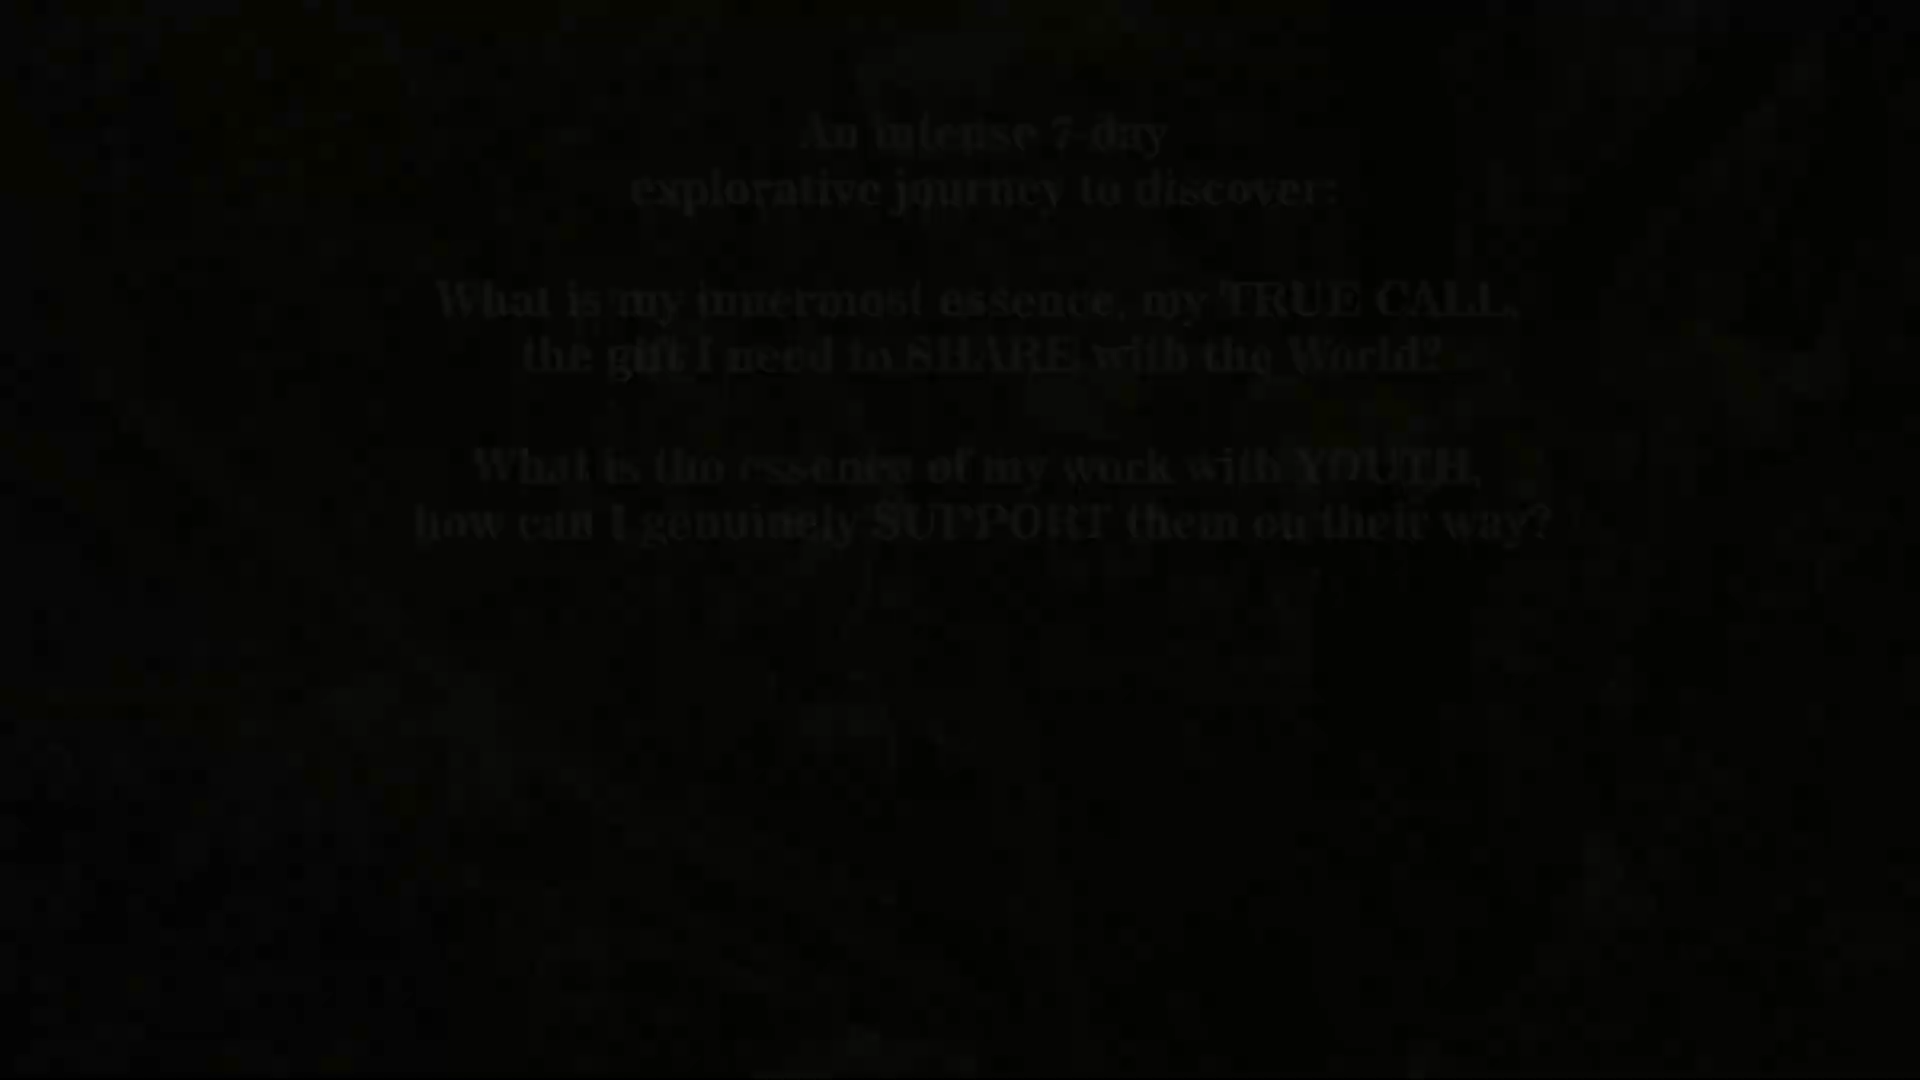 An intense 7-day
explorative journey to discover:
What is my innermost essence, my TRUE CALL,
the gift I need to SHARE with the World?
What is the essence of my work with YOUTH,
how can I genuinely SUPPORT them on their way?